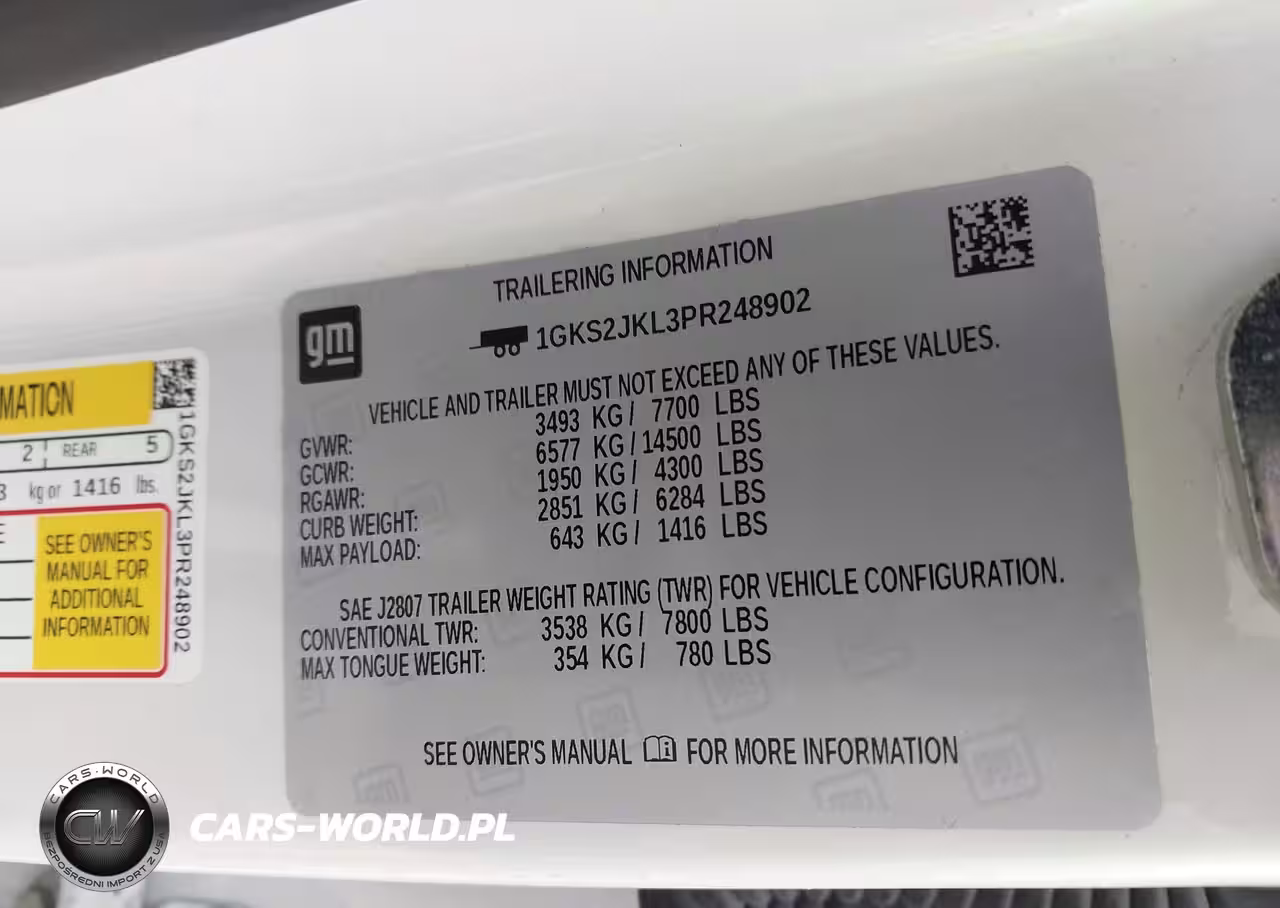 MATION
2 REAR 5
3 kg or 1416 lbs.
E
SEE OWNER'S
MANUAL FOR
ADDITIONAL
INFORMATION
1GKS2JKL3PR248902
gm
TRAILERING INFORMATION
1GKS2JKL3PR248902
VEHICLE AND TRAILER MUST NOT EXCEED ANY OF THESE VALUES.
GVWR: 3493 KG/ 7700 LBS
GCWR: 6577 KG/14500 LBS
RGAWR: 1950 KG/ 4300 LBS
CURB WEIGHT: 2851 KG/ 6284 LBS
MAX PAYLOAD: 643 KG/ 1416 LBS
SAE J2807 TRAILER WEIGHT RATING (TWR) FOR VEHICLE CONFIGURATION.
CONVENTIONAL TWR: 3538 KG/ 7800 LBS
MAX TONGUE WEIGHT: 354 KG/ 780 LBS
SEE OWNER'S MANUAL i FOR MORE INFORMATION
CARS-WORLD
CW
BEZPOŚREDNI IMPORT Z USA
CARS-WORLD.PL